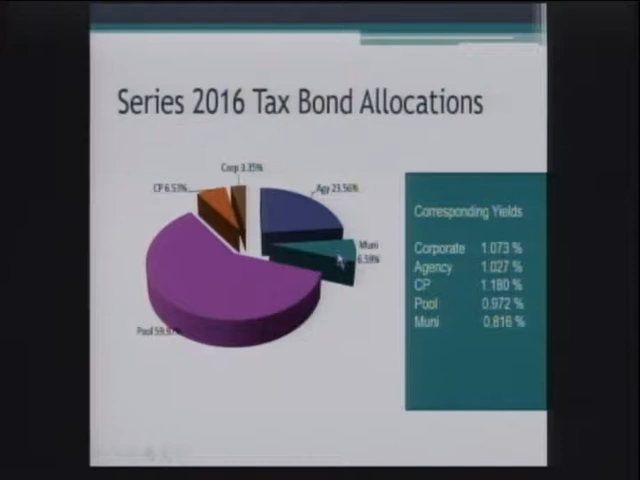 Series 2016 Tax Bond Allocations
Corp 3.35%
CP 6.53%
Agy 23.56%
Muni
6.59%
Pool 59.97%
Corresponding Yields
Corporate 1.073 %
Agency 1.027 %
CP 1.180 %
Pool 0.972 %
Muni 0.816 %